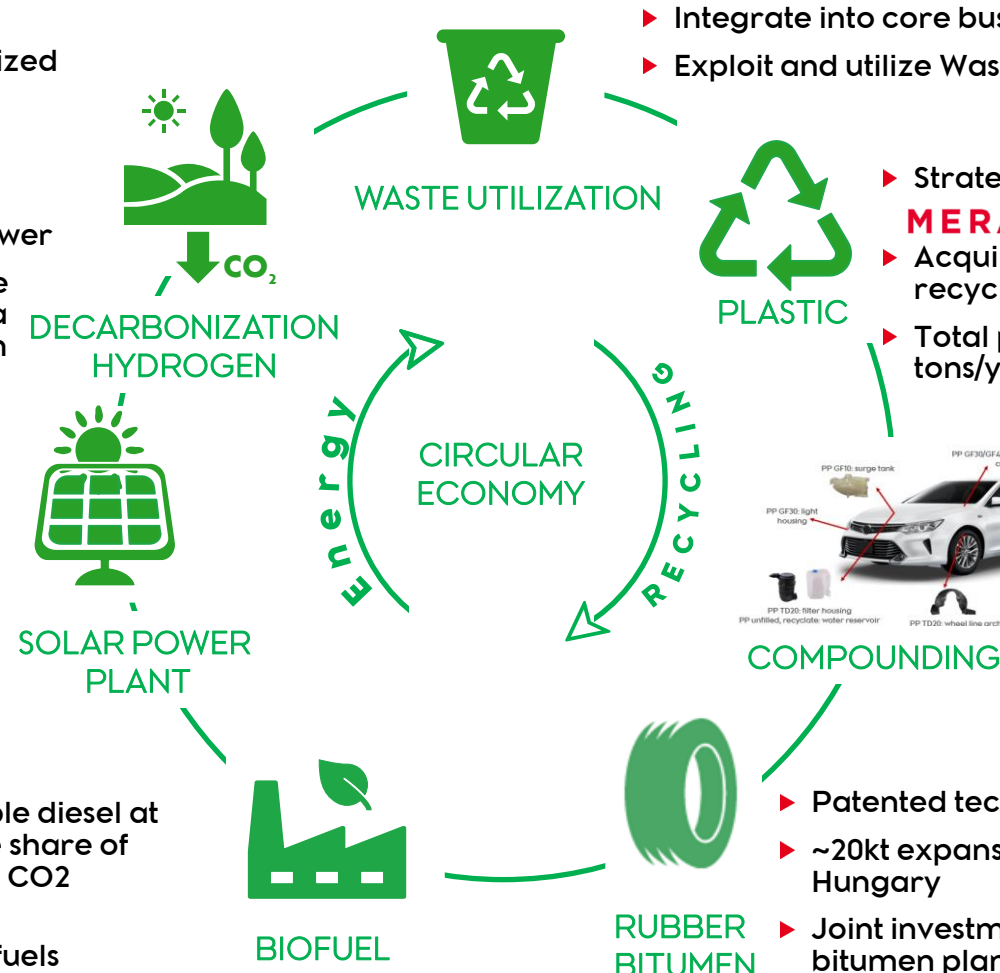 Integrate into core bus
Exploit and utilize Was
ized
WASTE UTILIZATION
Strate
MERA
Acqui
recyc
Total p
tons/y
PLASTIC
wer
e
a
n
CO2
DECARBONIZATION
HYDROGEN
Energy
CIRCULAR
ECONOMY
RECYCLING
PP GF10: surge tank
PP GF30/GF4
c
PP GF30: light
housing
PP TD20: filter housing
PP unfilled, recyclate: water reservoir
PP TD20: wheel line arch
COMPOUNDING
SOLAR POWER
PLANT
ble diesel at
e share of
CO2
fuels
BIOFUEL
RUBBER
BITUMEN
Patented tec
~20kt expans
Hungary
Joint investm
bitumen plan